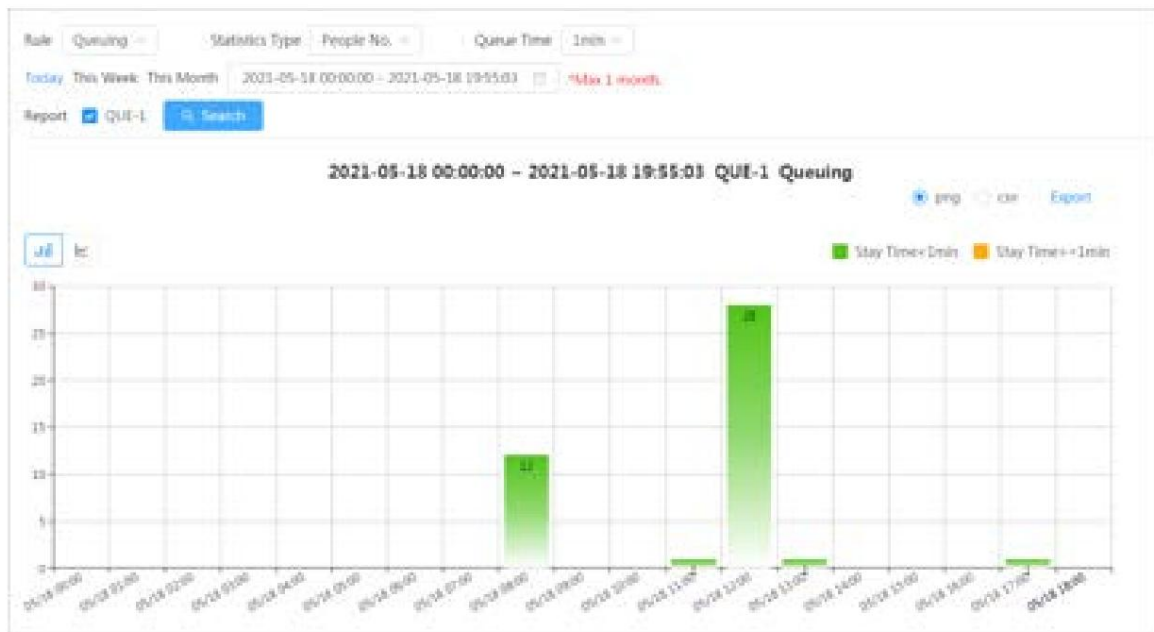 Rule Queuing Statistics Type People No. Queue Time 1min
Today This Week This Month 2021-05-18 00:00:00 ~ 2021-05-18 19:55:03 *Max 1 month.
Report QUE-1 Search
2021-05-18 00:00:00 ~ 2021-05-18 19:55:03 QUE-1 Queuing
png csv Export
Stay Time<1min Stay Time>=1min
30
25
20
15
10
5
0
12
28
05/18 00:00 05/18 01:00 05/18 02:00 05/18 03:00 05/18 04:00 05/18 05:00 05/18 06:00 05/18 07:00 05/18 08:00 05/18 09:00 05/18 10:00 05/18 11:00 05/18 12:00 05/18 13:00 05/18 14:00 05/18 15:00 05/18 16:00 05/18 17:00 05/18 18:00